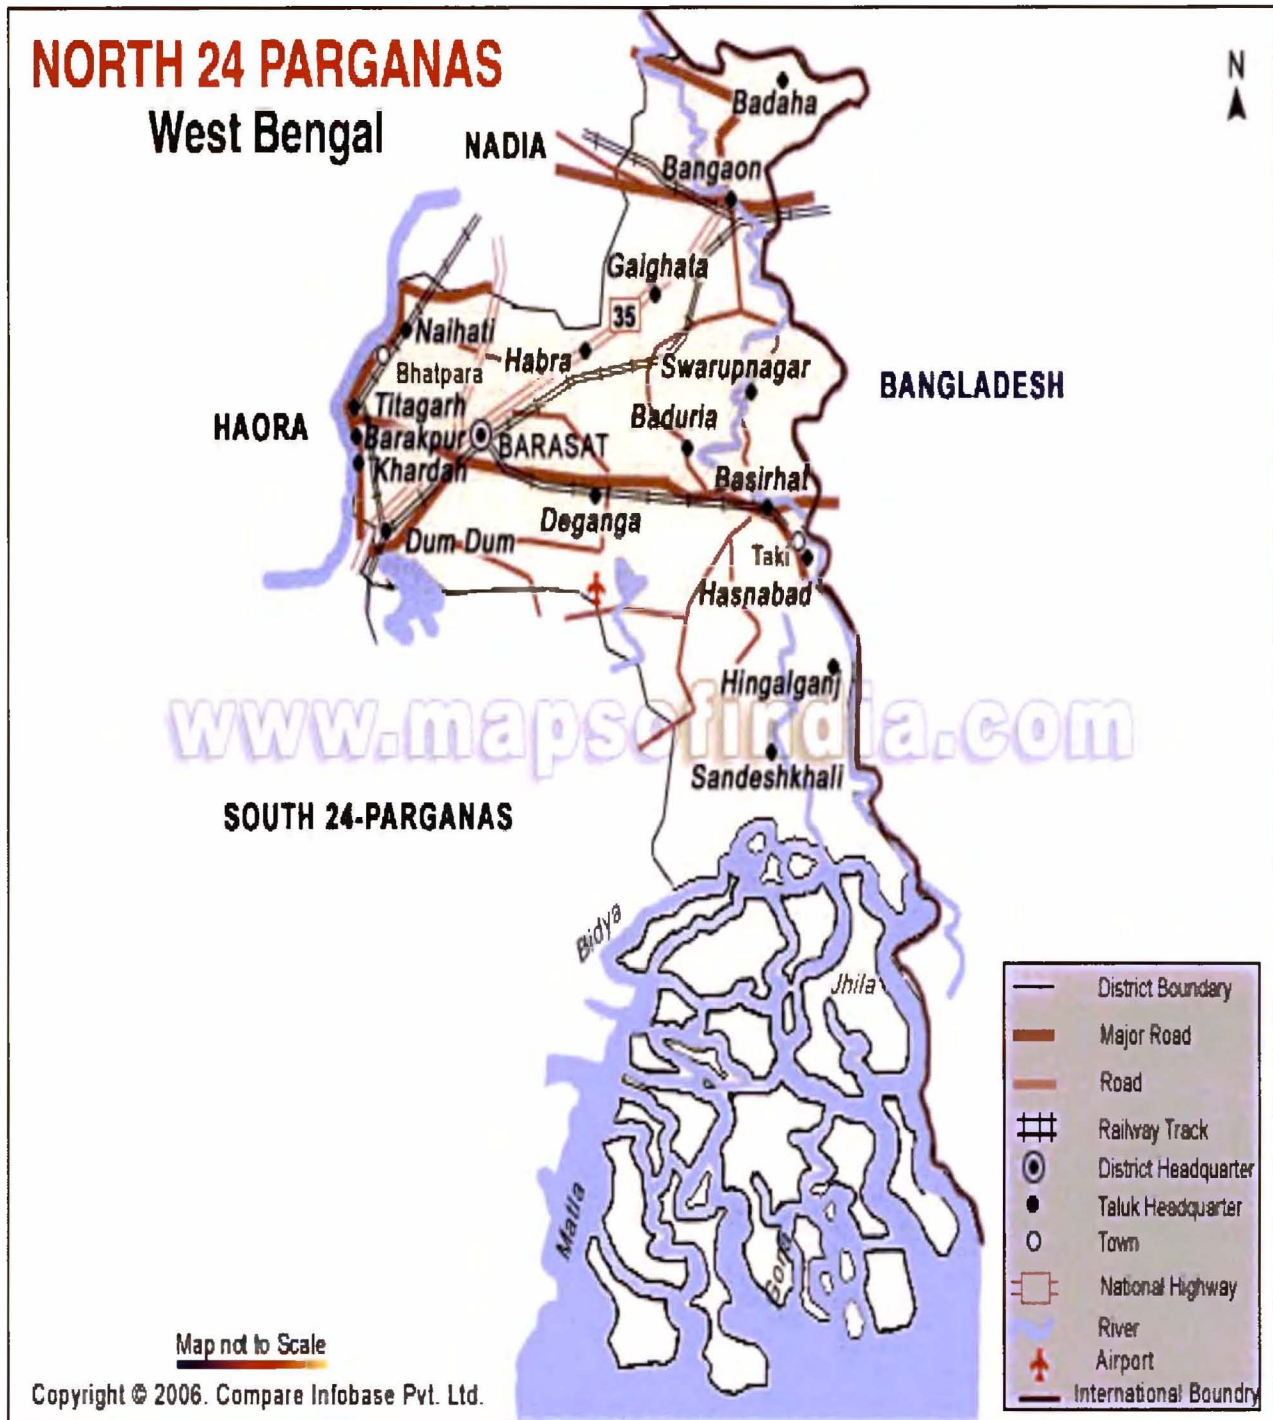 NORTH 24 PARGANAS
West Bengal
N
NADIA
Badaha
Bangaon
Gaighata
35
Naihati
Habra
Bhatpara
Swarupnagar
BANGLADESH
Titagarh
HAORA
Baduria
Barakpur
BARASAT
Khardah
Basirhat
Deganga
Dum Dum
Taki
Hasnabad
Hingalganj
www.mapsofindia.com
Sandeshkhali
SOUTH 24-PARGANAS
Bidya
Jhila
Matla
Gona
District Boundary
Major Road
Road
Railway Track
District Headquarter
Taluk Headquarter
Town
National Highway
River
Airport
International Boundry
Map not to Scale
Copyright © 2006. Compare Infobase Pvt. Ltd.